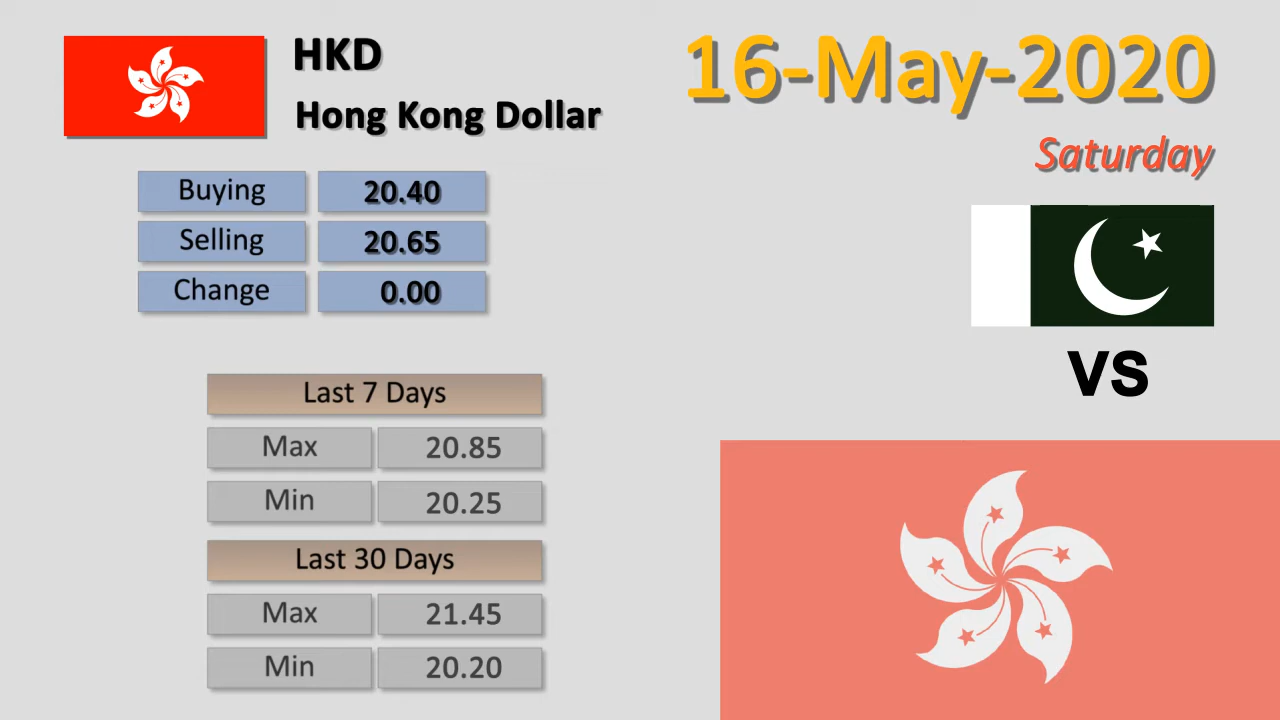 HKD
Hong Kong Dollar
16-May-2020
Saturday
Buying 20.40
Selling 20.65
Change 0.00
VS
Last 7 Days
Max 20.85
Min 20.25
Last 30 Days
Max 21.45
Min 20.20